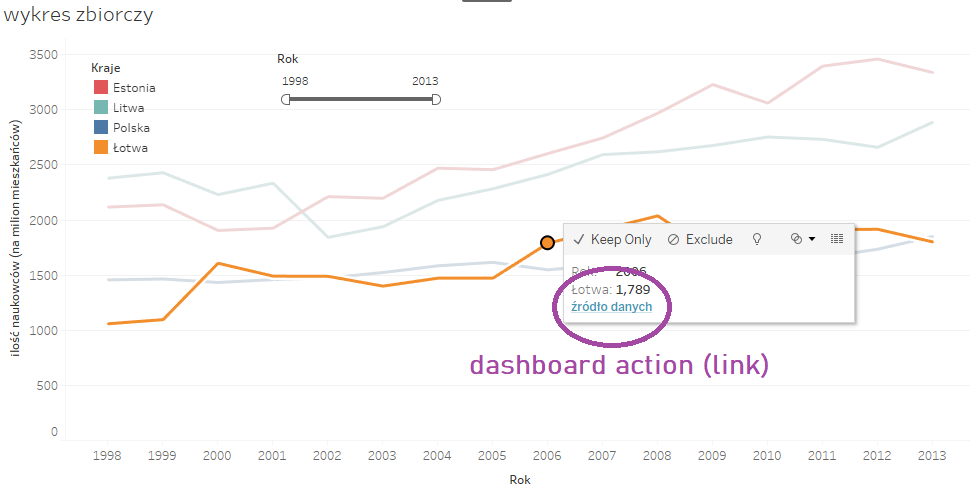 wykres zbiorczy
3500
3000
2500
2000
1500
1000
500
0
ilość naukowców (na milion mieszkańców)
Kraje
Estonia
Litwa
Polska
Łotwa
Rok
1998 2013
Keep Only Exclude
Rok: 2006
Łotwa: 1,789
źródło danych
dashboard action (link)
1998 1999 2000 2001 2002 2003 2004 2005 2006 2007 2008 2009 2010 2011 2012 2013
Rok